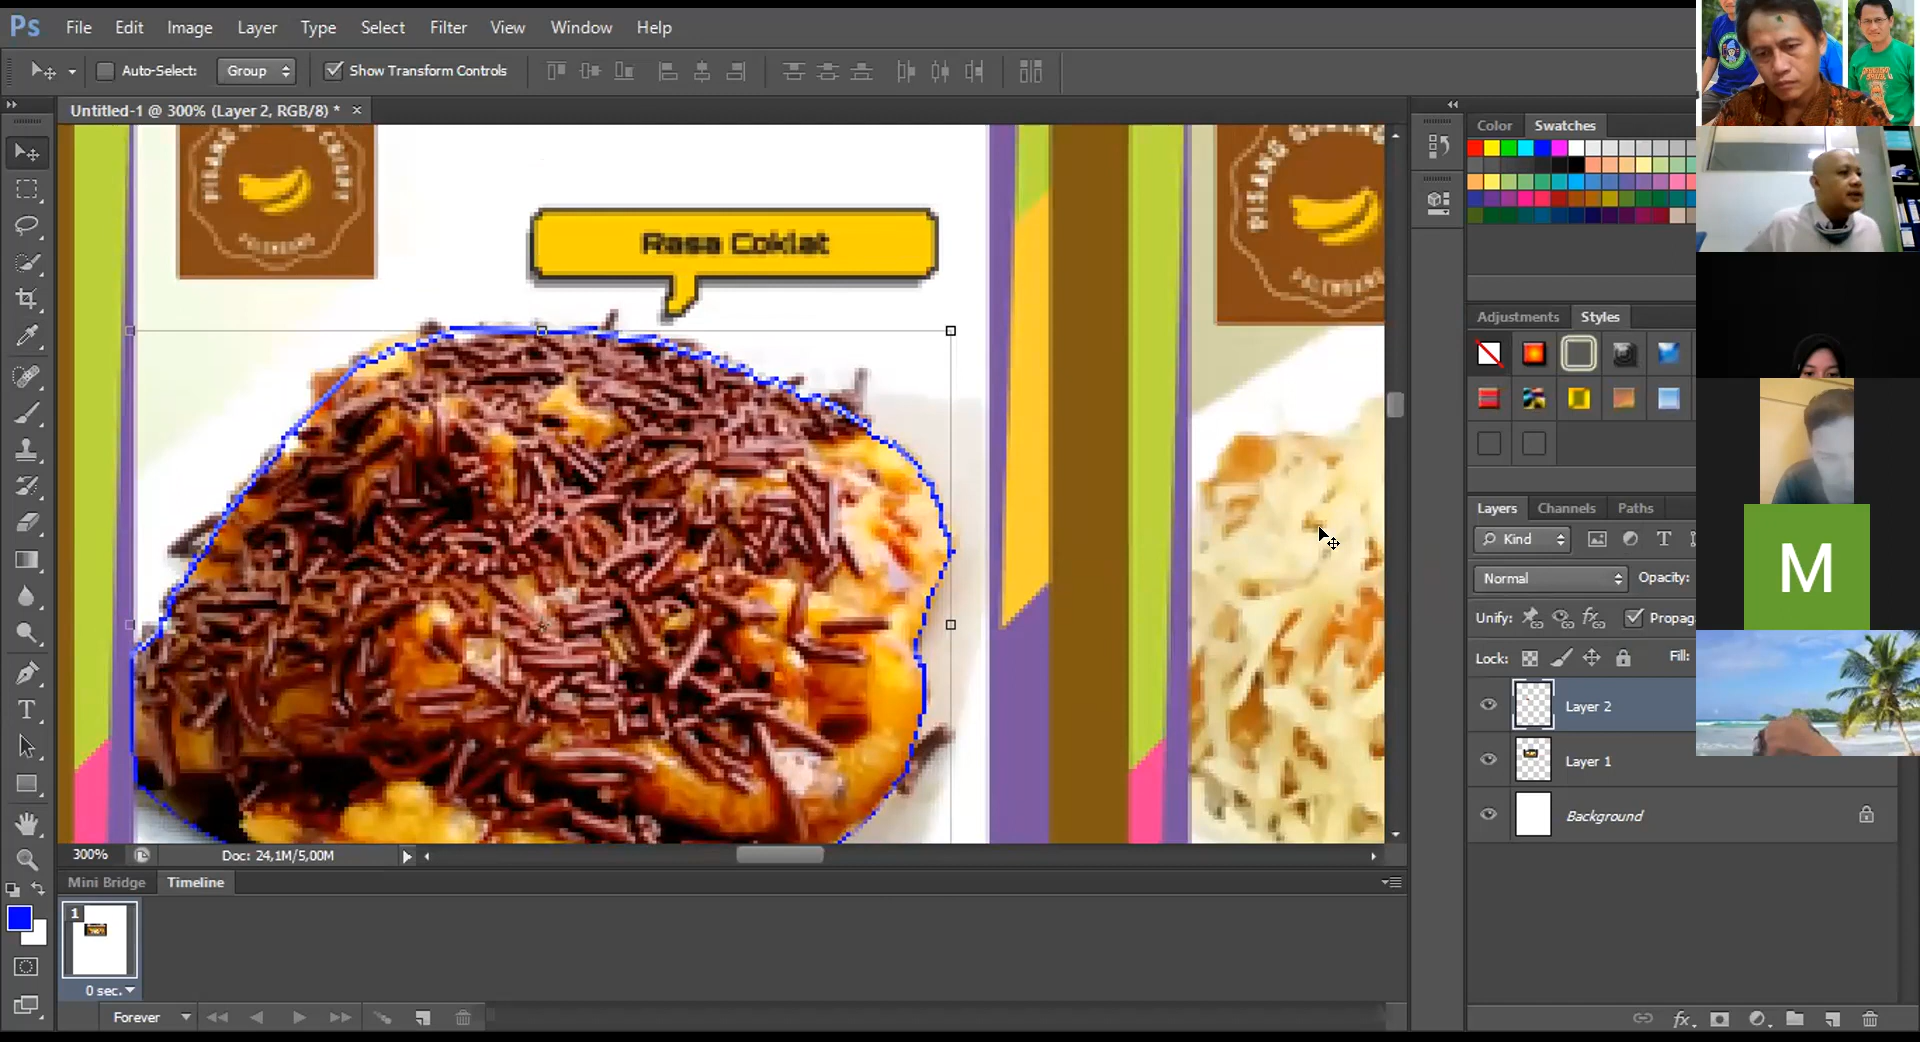 Ps File Edit Image Layer Type Select Filter View Window Help
Auto-Select: Group Show Transform Controls
Untitled-1 @ 300% (Layer 2, RGB/8) * ×
Color Swatches
PISANG
Rasa Coklat
PISANG
Adjustments Styles
Layers Channels Paths
Kind
Normal Opacity:
Unify: Propag
Lock: Fill:
Layer 2
Layer 1
Background
M
300% Doc: 24,1M/5,00M
Mini Bridge Timeline
1
0 sec.
Forever